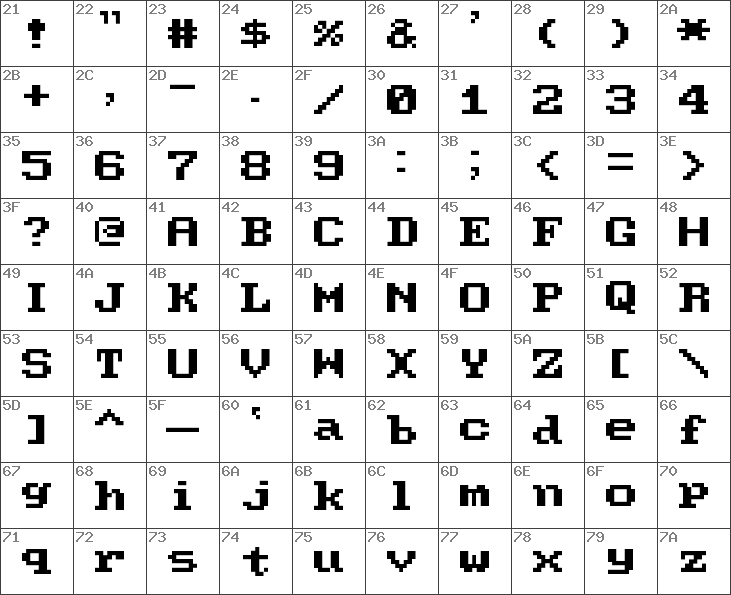 21 22 23 24 25 26 27 28 29 2A
! " # $ % & ' ( ) *
2B 2C 2D 2E 2F 30 31 32 33 34
+ , ‾ . / 0 1 2 3 4
35 36 37 38 39 3A 3B 3C 3D 3E
5 6 7 8 9 : ; < = >
3F 40 41 42 43 44 45 46 47 48
? @ A B C D E F G H
49 4A 4B 4C 4D 4E 4F 50 51 52
I J K L M N O P Q R
53 54 55 56 57 58 59 5A 5B 5C
S T U V W X Y Z [ \
5D 5E 5F 60 61 62 63 64 65 66
] ^ _ ` a b c d e f
67 68 69 6A 6B 6C 6D 6E 6F 70
g h i j k l m n o p
71 72 73 74 75 76 77 78 79 7A
q r s t u v w x y z